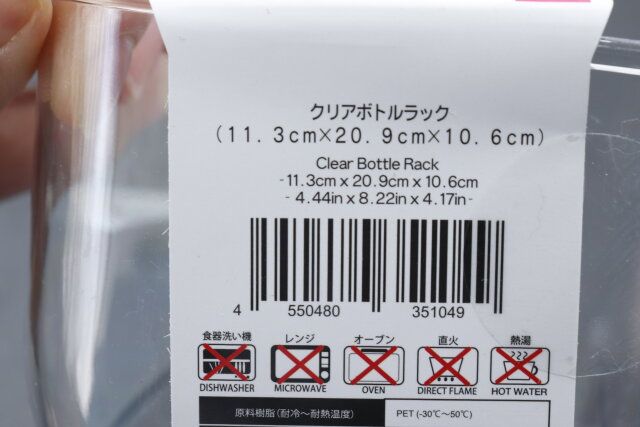 クリアボトルラック
(11.3cm×20.9cm×10.6cm)
Clear Bottle Rack
-11.3cm x 20.9cm x 10.6cm
- 4.44in x 8.22in x 4.17in-
4 550480 351049
食器洗い機 レンジ オーブン 直火 熱湯
DISHWASHER MICROWAVE OVEN DIRECT FLAME HOT WATER
原料樹脂(耐冷~耐熱温度) PET (-30℃~50℃)